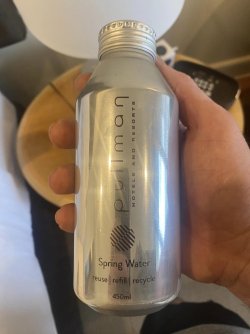 pullman
HOTELS AND RESORTS
Spring Water
reuse | refill | recycle
450ml